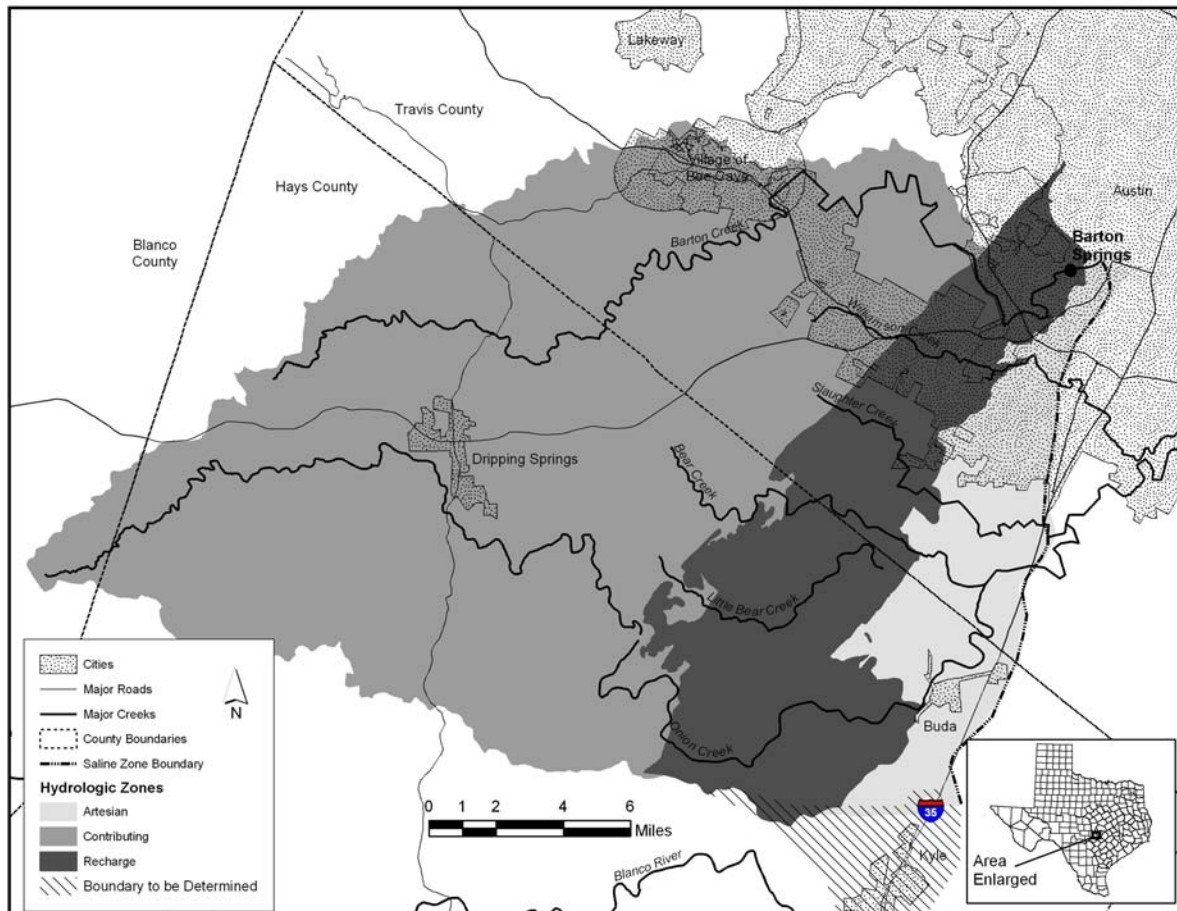 Lakeway
Travis County
Village of
Bee Cave
Hays County
Austin
Blanco
County
Barton Creek
Barton
Springs
Williamson Creek
Slaughter Creek
Bear Creek
Dripping Springs
Little Bear Creek
Onion Creek
Buda
Cities
Major Roads
Major Creeks
County Boundaries
Saline Zone Boundary
N
Hydrologic Zones
Artesian
Contributing
Recharge
Boundary to be Determined
0 1 2 4 6
Miles
35
Kyle
Blanco River
Area
Enlarged